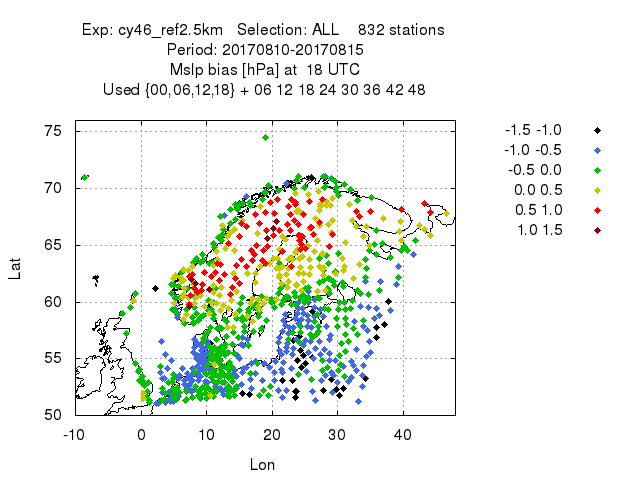 Exp: cy46_ref2.5km   Selection: ALL    832 stations
Period: 20170810-20170815
Mslp bias [hPa] at  18 UTC
Used {00,06,12,18} + 06 12 18 24 30 36 42 48
-1.5 -1.0
-1.0 -0.5
-0.5 0.0
0.0 0.5
0.5 1.0
1.0 1.5
75
70
65
60
55
50
Lat
-10 0 10 20 30 40
Lon